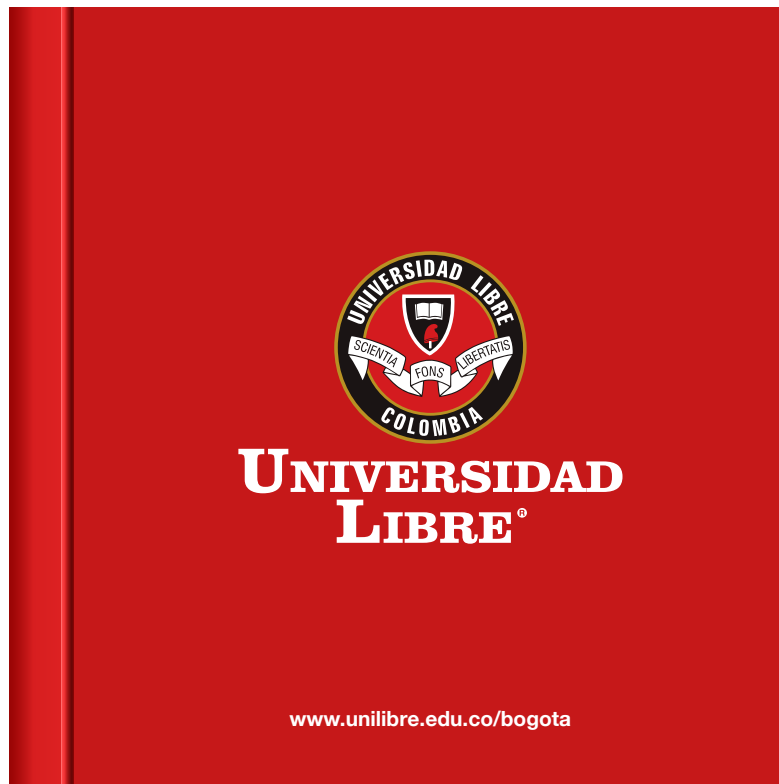 UNIVERSIDAD LIBRE
SCIENTIA
FONS
LIBERTATIS
COLOMBIA
UNIVERSIDAD
LIBRE®
www.unilibre.edu.co/bogota